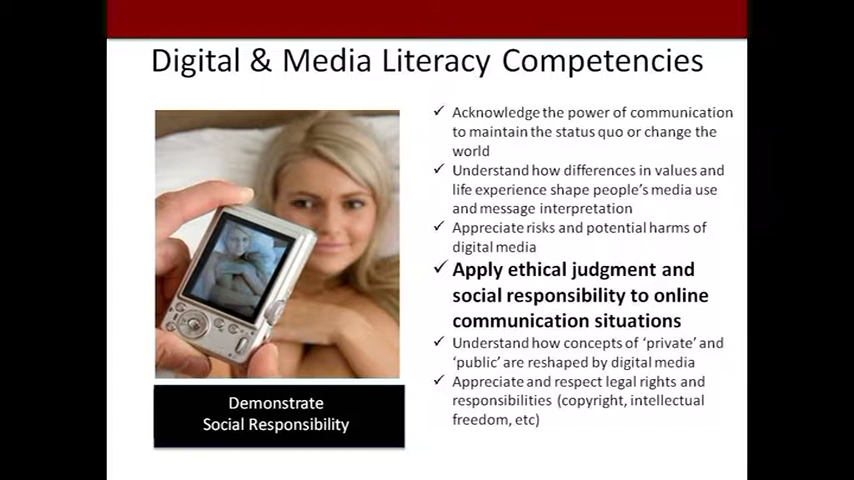 Digital & Media Literacy Competencies
✓ Acknowledge the power of communication
to maintain the status quo or change the
world
✓ Understand how differences in values and
life experience shape people's media use
and message interpretation
✓ Appreciate risks and potential harms of
digital media
✓ Apply ethical judgment and
social responsibility to online
communication situations
✓ Understand how concepts of 'private' and
'public' are reshaped by digital media
✓ Appreciate and respect legal rights and
responsibilities (copyright, intellectual
freedom, etc)
Demonstrate
Social Responsibility